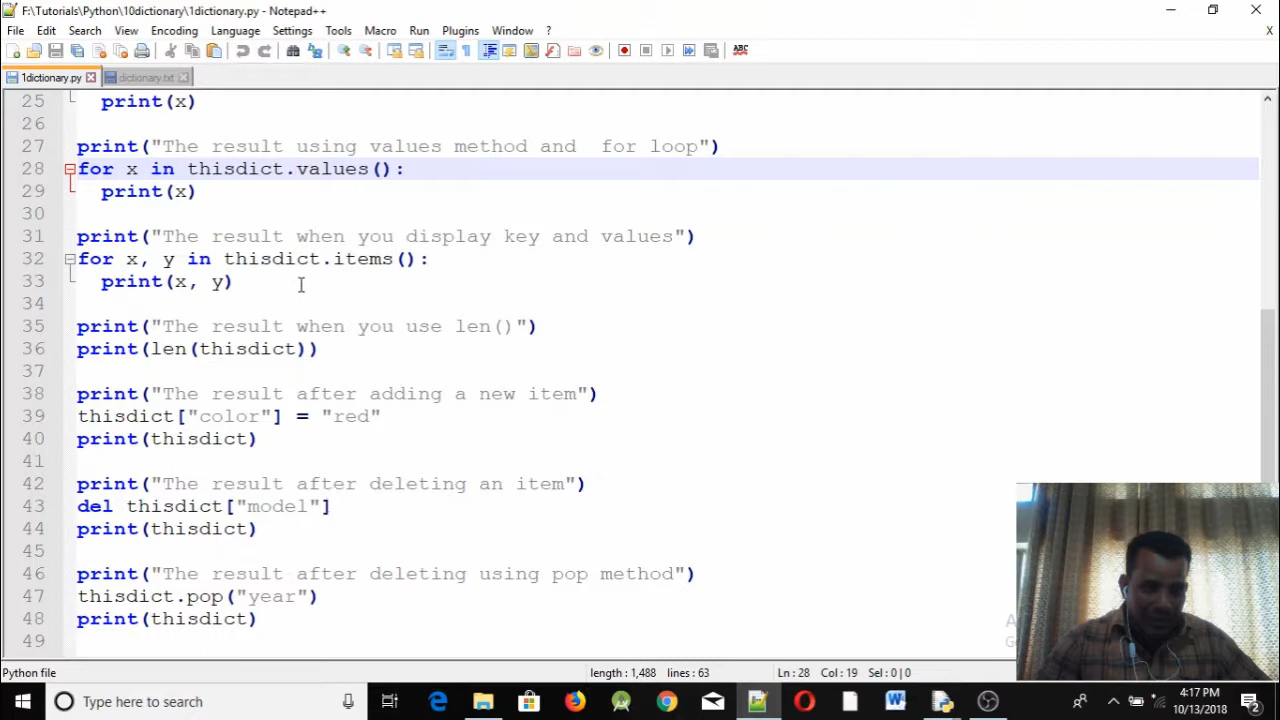 F:\Tutorials\Python\10dictionary\1dictionary.py - Notepad++
File Edit Search View Encoding Language Settings Tools Macro Run Plugins Window ? X
ABC
1dictionary.py dictionary.txt
25 print(x)
26
27 print("The result using values method and  for loop")
28 for x in thisdict.values():
29 print(x)
30
31 print("The result when you display key and values")
32 for x, y in thisdict.items():
33 print(x, y)
34
35 print("The result when you use len()")
36 print(len(thisdict))
37
38 print("The result after adding a new item")
39 thisdict["color"] = "red"
40 print(thisdict)
41
42 print("The result after deleting an item")
43 del thisdict["model"]
44 print(thisdict)
45
46 print("The result after deleting using pop method")
47 thisdict.pop("year")
48 print(thisdict)
49
Python file length : 1,488 lines : 63 Ln : 28 Col : 19 Sel : 0 | 0
Type here to search
4:17 PM
10/13/2018
2